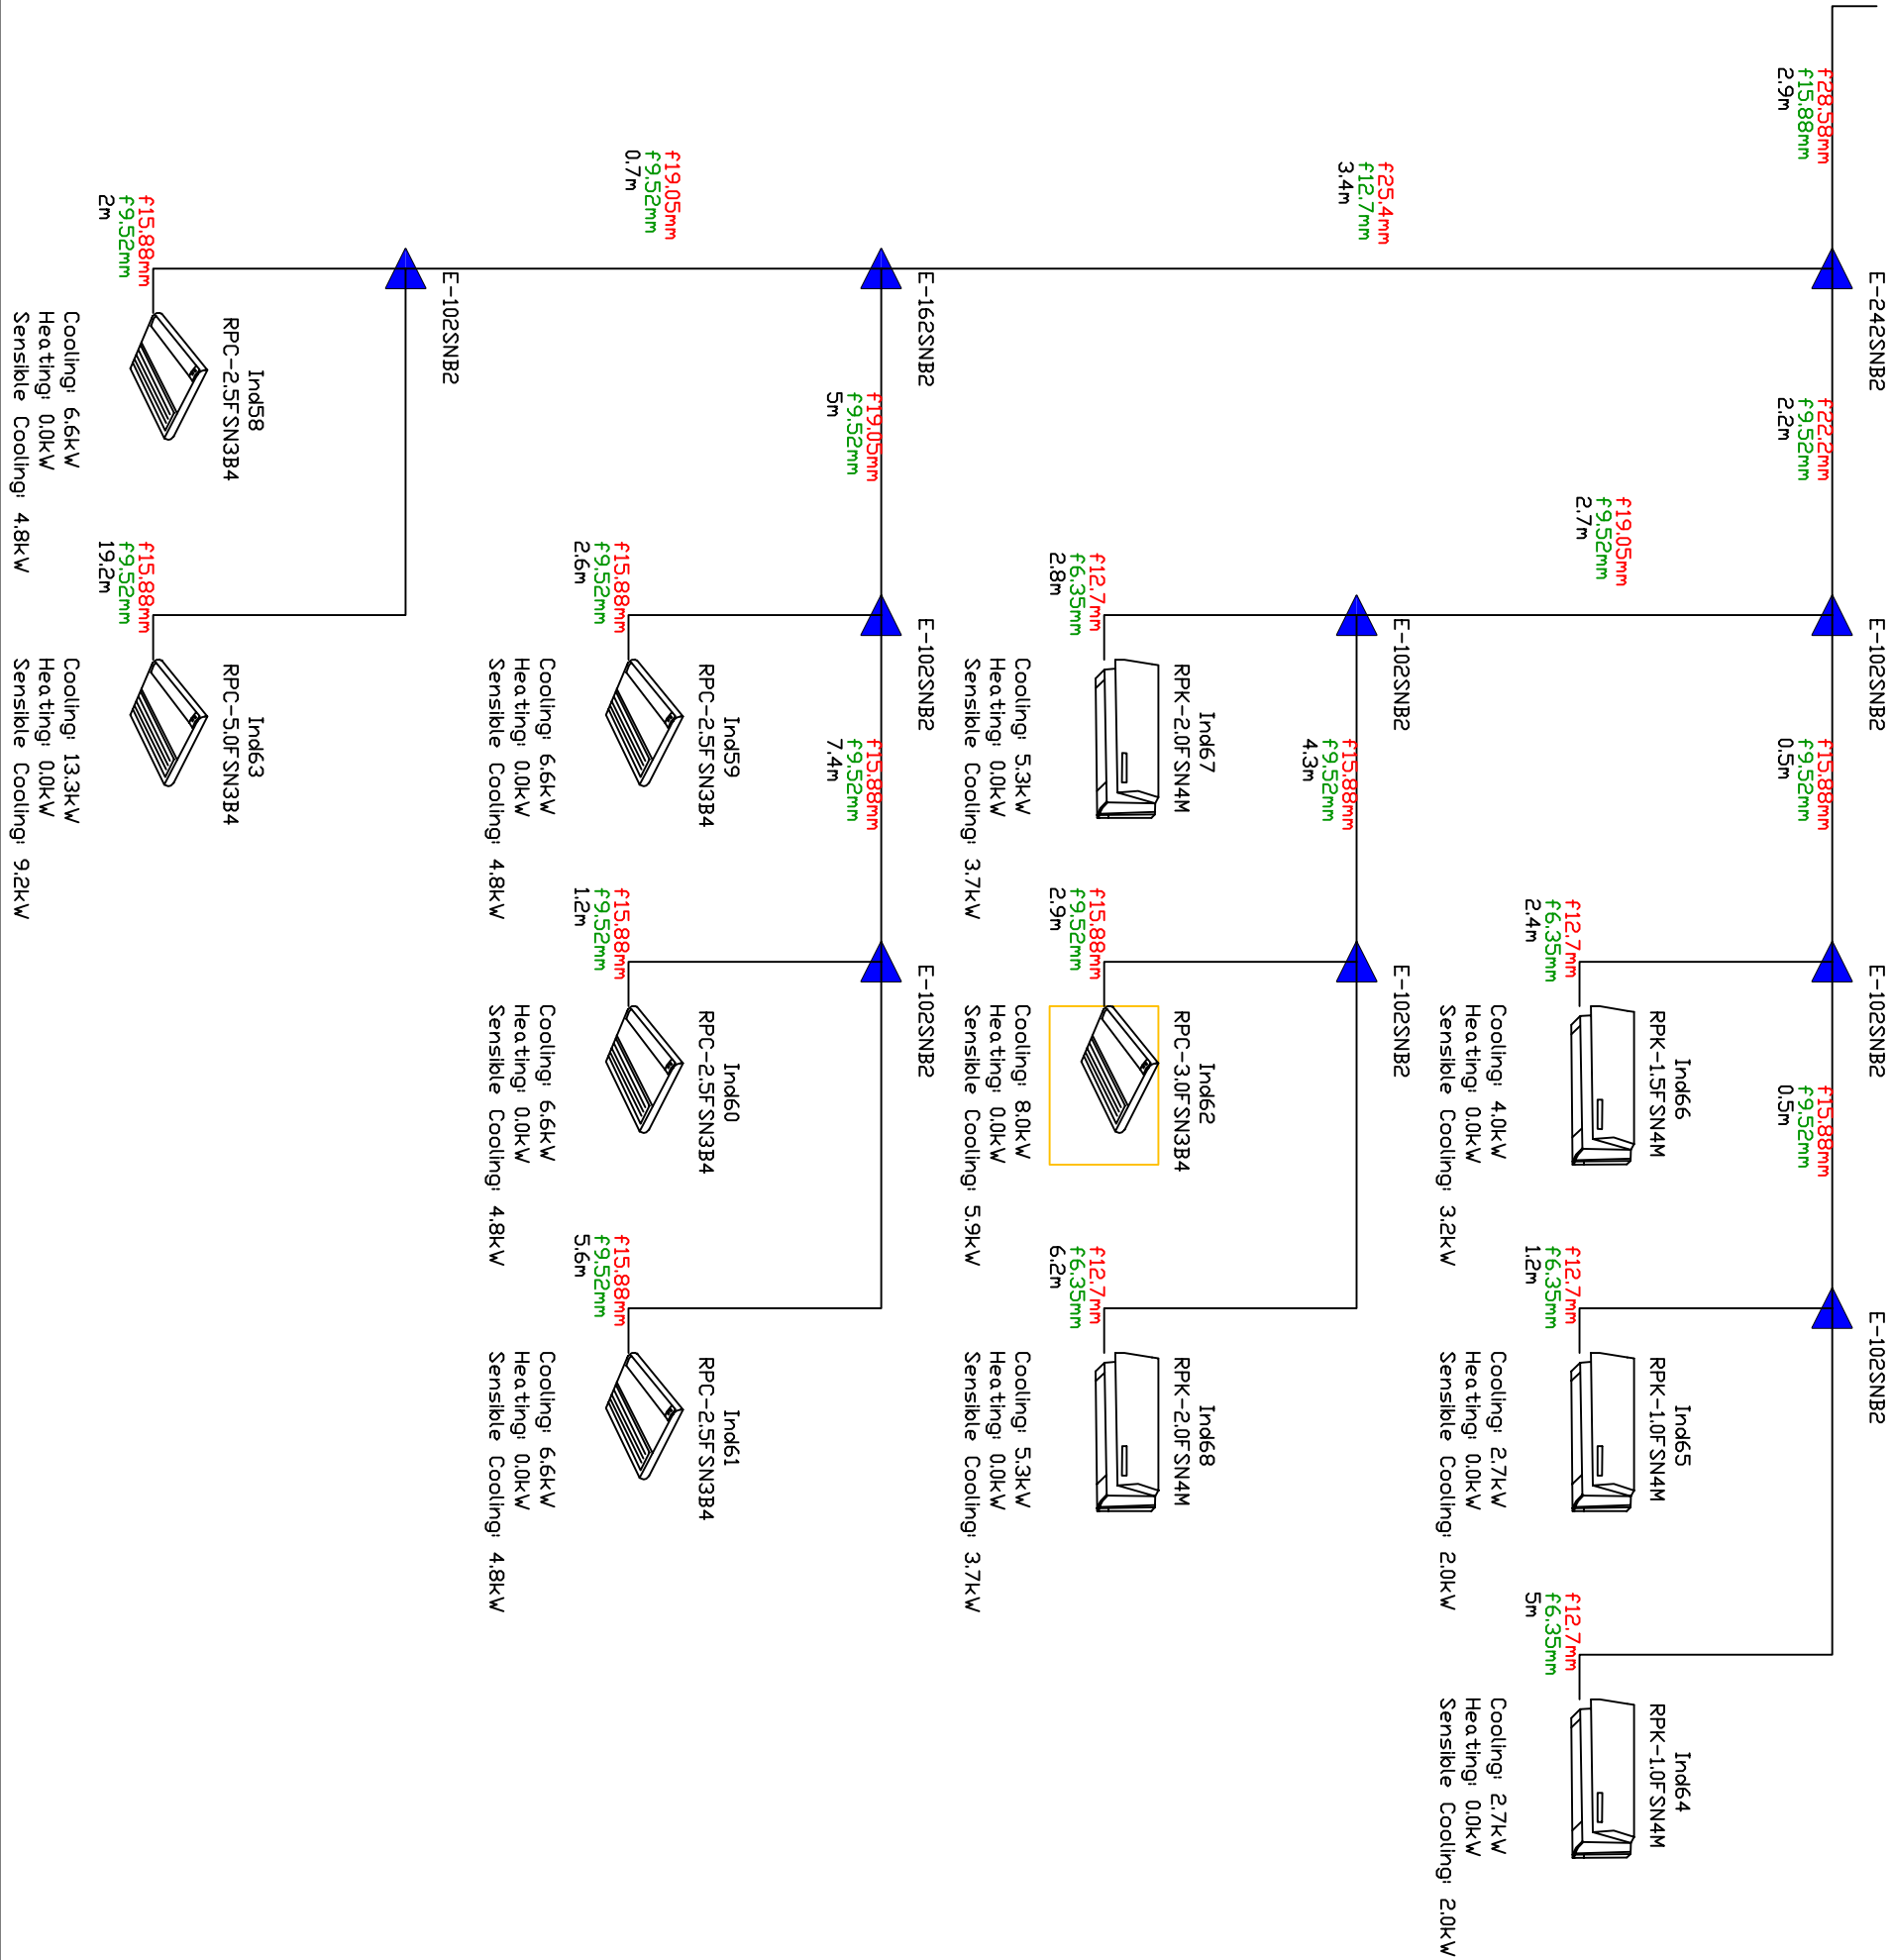 f28.58mm
f15.88mm
2.9m
E-242SNB2
f22.2mm
f9.52mm
2.2m
E-102SNB2
f15.88mm
f9.52mm
0.5m
E-102SNB2
f15.88mm
f9.52mm
0.5m
E-102SNB2
f12.7mm
f6.35mm
2.4m
Ind66
RPK-1.5FSN4M
Cooling: 4.0kW
Heating: 0.0kW
Sensible Cooling: 3.2kW
f12.7mm
f6.35mm
1.2m
Ind65
RPK-1.0FSN4M
Cooling: 2.7kW
Heating: 0.0kW
Sensible Cooling: 2.0kW
f12.7mm
f6.35mm
5m
Ind64
RPK-1.0FSN4M
Cooling: 2.7kW
Heating: 0.0kW
Sensible Cooling: 2.0kW
f19.05mm
f9.52mm
2.7m
E-102SNB2
f15.88mm
f9.52mm
4.3m
E-102SNB2
f12.7mm
f6.35mm
2.8m
Ind67
RPK-2.0FSN4M
Cooling: 5.3kW
Heating: 0.0kW
Sensible Cooling: 3.7kW
f15.88mm
f9.52mm
2.9m
Ind62
RPC-3.0FSN3B4
Cooling: 8.0kW
Heating: 0.0kW
Sensible Cooling: 5.9kW
f12.7mm
f6.35mm
6.2m
Ind68
RPK-2.0FSN4M
Cooling: 5.3kW
Heating: 0.0kW
Sensible Cooling: 3.7kW
f25.4mm
f12.7mm
3.4m
E-162SNB2
f19.05mm
f9.52mm
5m
E-102SNB2
f15.88mm
f9.52mm
7.4m
E-102SNB2
f15.88mm
f9.52mm
2.6m
Ind59
RPC-2.5FSN3B4
Cooling: 6.6kW
Heating: 0.0kW
Sensible Cooling: 4.8kW
f15.88mm
f9.52mm
1.2m
Ind60
RPC-2.5FSN3B4
Cooling: 6.6kW
Heating: 0.0kW
Sensible Cooling: 4.8kW
f15.88mm
f9.52mm
5.6m
Ind61
RPC-2.5FSN3B4
Cooling: 6.6kW
Heating: 0.0kW
Sensible Cooling: 4.8kW
f19.05mm
f9.52mm
0.7m
E-102SNB2
f15.88mm
f9.52mm
2m
Ind58
RPC-2.5FSN3B4
Cooling: 6.6kW
Heating: 0.0kW
Sensible Cooling: 4.8kW
f15.88mm
f9.52mm
19.2m
Ind63
RPC-5.0FSN3B4
Cooling: 13.3kW
Heating: 0.0kW
Sensible Cooling: 9.2kW